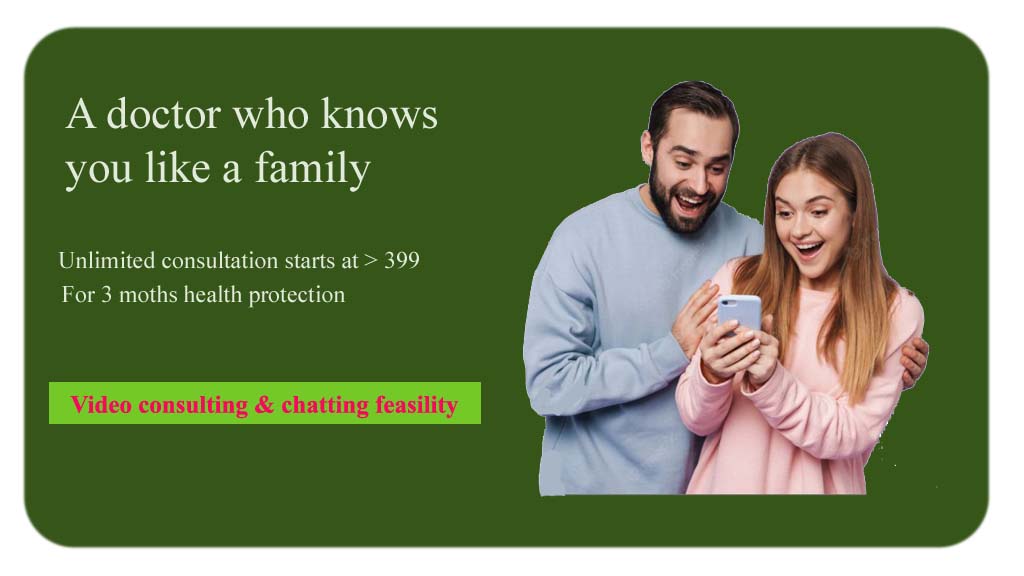 A doctor who knows
you like a family
Unlimited consultation starts at > 399
For 3 moths health protection
Video consulting & chatting feasility